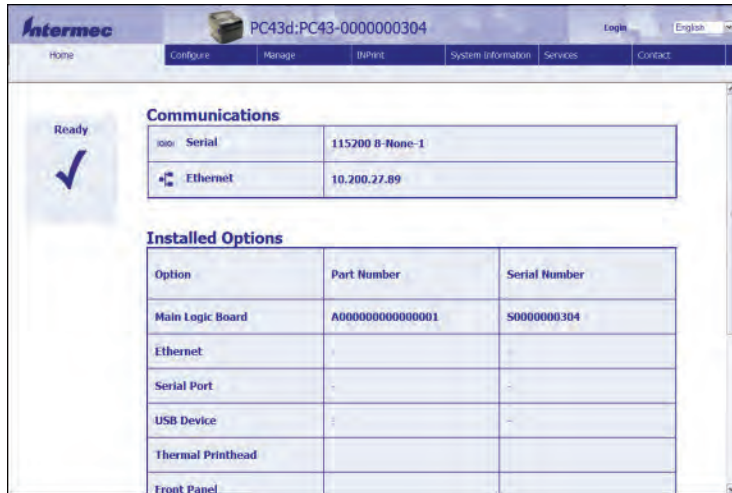 Intermec PC43d:PC43-0000000304 Login English
Home Configure Manage INPrint System Information Services Contact
Ready
Communications
Serial 115200 8-None-1
Ethernet 10.200.27.89
Installed Options
Option Part Number Serial Number
Main Logic Board A000000000000001 S0000000304
Ethernet - -
Serial Port - -
USB Device - -
Thermal Printhead
Front Panel